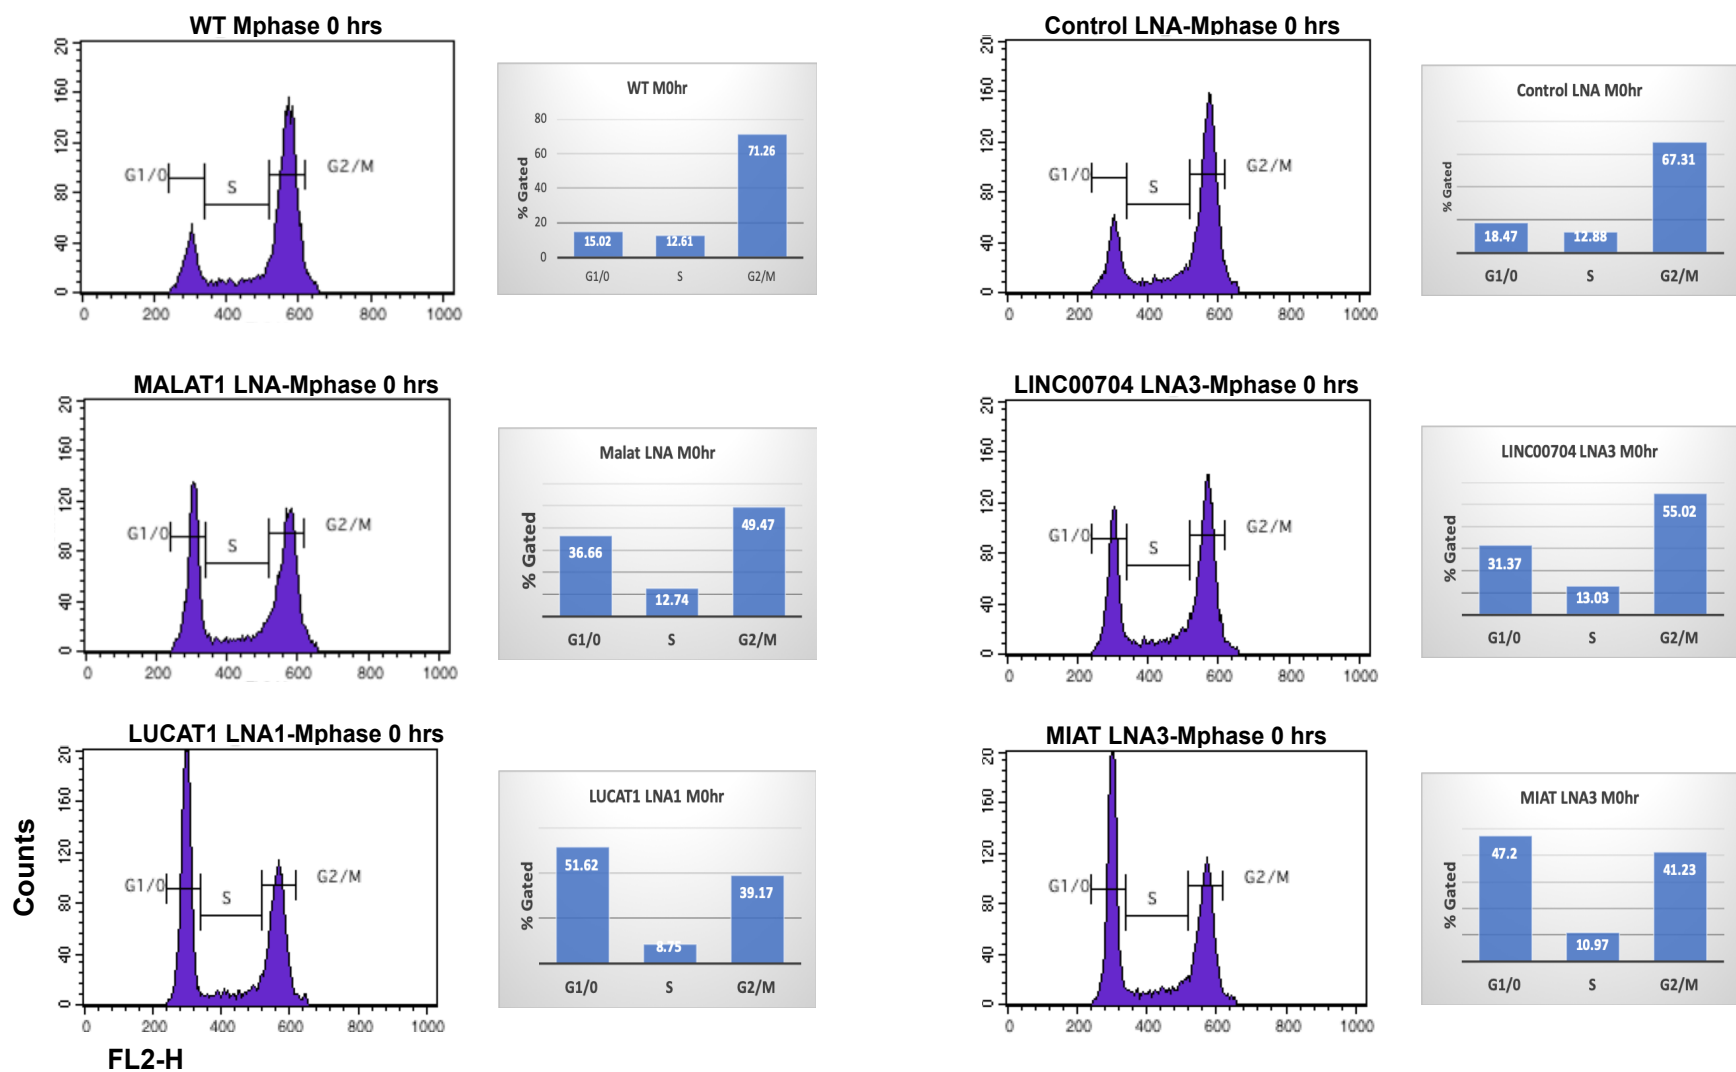 WT Mphase 0 hrs
20
160
120
80
40
0
G1/0
S
G2/M
0 200 400 600 800 1000
WT M0hr
% Gated
80
60
40
20
0
15.02 12.61 71.26
G1/0 S G2/M
Control LNA-Mphase 0 hrs
20
160
120
80
40
0
G1/0
S
G2/M
0 200 400 600 800 1000
Control LNA M0hr
% Gated
18.47 12.88 67.31
G1/0 S G2/M
MALAT1 LNA-Mphase 0 hrs
20
160
120
80
40
0
G1/0
S
G2/M
0 200 400 600 800 1000
Malat LNA M0hr
% Gated
36.66 12.74 49.47
G1/0 S G2/M
LINC00704 LNA3-Mphase 0 hrs
20
160
120
80
40
0
G1/0
S
G2/M
0 200 400 600 800 1000
LINC00704 LNA3 M0hr
% Gated
31.37 13.03 55.02
G1/0 S G2/M
LUCAT1 LNA1-Mphase 0 hrs
Counts
20
160
120
80
40
0
G1/0
S
G2/M
0 200 400 600 800 1000
FL2-H
LUCAT1 LNA1 M0hr
% Gated
51.62 8.75 39.17
G1/0 S G2/M
MIAT LNA3-Mphase 0 hrs
20
160
120
80
40
0
G1/0
S
G2/M
0 200 400 600 800 1000
MIAT LNA3 M0hr
% Gated
47.2 10.97 41.23
G1/0 S G2/M